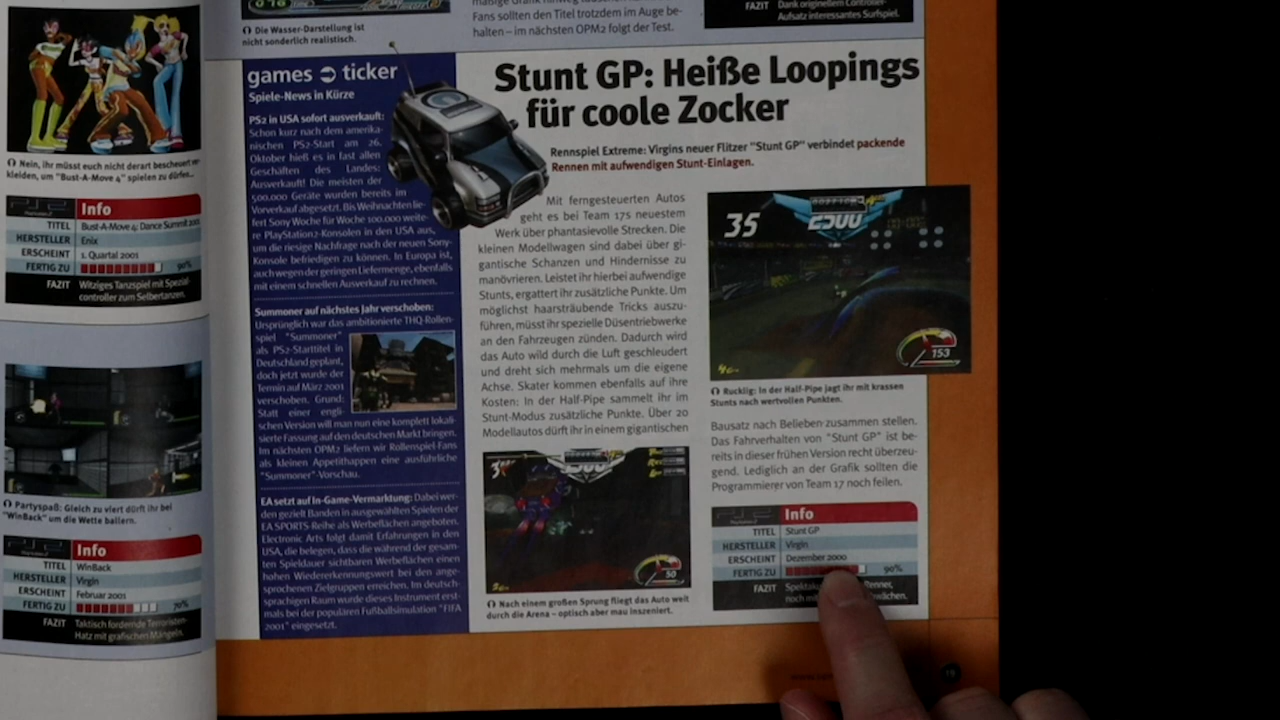 Nein, ihr müsst euch nicht derart bescheuert
kleiden, um "Bust-A-Move 4" spielen zu dürfen...
Info
TITEL Bust-A-Move 4: Dance Summit 2001
HERSTELLER Enix
ERSCHEINT 1. Quartal 2001
FERTIG ZU 90%
FAZIT Witziges Tanzspiel mit Spezial-
controller zum Selbertanzen.
Partyspaß: Gleich zu viert dürft ihr bei
"WinBack" um die Wette ballern.
Info
TITEL WinBack
HERSTELLER Virgin
ERSCHEINT Februar 2001
FERTIG ZU 70%
FAZIT Taktisch fordernde Terroristen-
Hatz mit grafischen Mängeln.
Die Wasser-Darstellung ist
nicht sonderlich realistisch.
Fans sollten den Titel trotzdem im Auge be-
halten – im nächsten OPM2 folgt der Test.
FAZIT Dank originellem Controller-
Aufsatz interessantes Surfspiel.
games ticker
Spiele-News in Kürze
PS2 in USA sofort ausverkauft:
Schon kurz nach dem amerika-
nischen PS2-Start am 26.
Oktober hieß es in fast allen
Geschäften des Landes:
Ausverkauft! Die meisten der
500.000 Geräte wurden bereits im
Vorverkauf abgesetzt. Bis Weihnachten lie-
fert Sony Woche für Woche 100.000 weite-
re PlayStation2-Konsolen in den USA aus,
um die riesige Nachfrage nach der neuen Sony-
Konsole befriedigen zu können. In Europa ist,
auch wegen der geringen Liefermenge, ebenfalls
mit einem schnellen Ausverkauf zu rechnen.
Summoner auf nächstes Jahr verschoben:
Ursprünglich war das ambitionierte THQ-Rollen-
spiel "Summoner"
als PS2-Starttitel in
Deutschland geplant,
doch jetzt wurde der
Termin auf März 2001
verschoben. Grund:
Statt einer engli-
schen Version will man nun eine komplett lokali-
sierte Fassung auf den deutschen Markt bringen.
Im nächsten OPM2 liefern wir Rollenspiel-Fans
als kleinen Appetithappen eine ausführliche
"Summoner"-Vorschau.
EA setzt auf In-Game-Vermarktung: Dabei wer-
den gezielt Banden in ausgewählten Spielen der
EA SPORTS-Reihe als Werbeflächen angeboten.
Electronic Arts folgt damit Erfahrungen in den
USA, die belegen, dass die während der gesam-
ten Spieldauer sichtbaren Werbeflächen einen
hohen Wiedererkennungswert bei den ange-
sprochenen Zielgruppen erreichen. Im deutsch-
sprachigen Raum wurde dieses Instrument erst-
mals bei der populären Fußballsimulation "FIFA
2001" eingesetzt.
Stunt GP: Heiße Loopings
für coole Zocker
Rennspiel Extreme: Virgins neuer Flitzer "Stunt GP" verbindet packende
Rennen mit aufwendigen Stunt-Einlagen.
Mit ferngesteuerten Autos
geht es bei Team 17s neuestem
Werk über phantasievolle Strecken. Die
kleinen Modellwagen sind dabei über gi-
gantische Schanzen und Hindernisse zu
manövrieren. Leistet ihr hierbei aufwendige
Stunts, ergattert ihr zusätzliche Punkte. Um
möglichst haarsträubende Tricks auszu-
führen, müsst ihr spezielle Düsentriebwerke
an den Fahrzeugen zünden. Dadurch wird
das Auto wild durch die Luft geschleudert
und dreht sich mehrmals um die eigene
Achse. Skater kommen ebenfalls auf ihre
Kosten: In der Half-Pipe sammelt ihr im
Stunt-Modus zusätzliche Punkte. Über 20
Modellautos dürft ihr in einem gigantischen
50
Nach einem großen Sprung fliegt das Auto weit
durch die Arena – optisch aber mau inszeniert.
35
2500
153
Rucklig: In der Half-Pipe jagt ihr mit krassen
Stunts nach wertvollen Punkten.
Bausatz nach Belieben zusammen stellen.
Das Fahrverhalten von "Stunt GP" ist be-
reits in dieser frühen Version recht überzeu-
gend. Lediglich an der Grafik sollten die
Programmierer von Team 17 noch feilen.
Info
TITEL Stunt GP
HERSTELLER Virgin
ERSCHEINT Dezember 2000
FERTIG ZU 90%
FAZIT